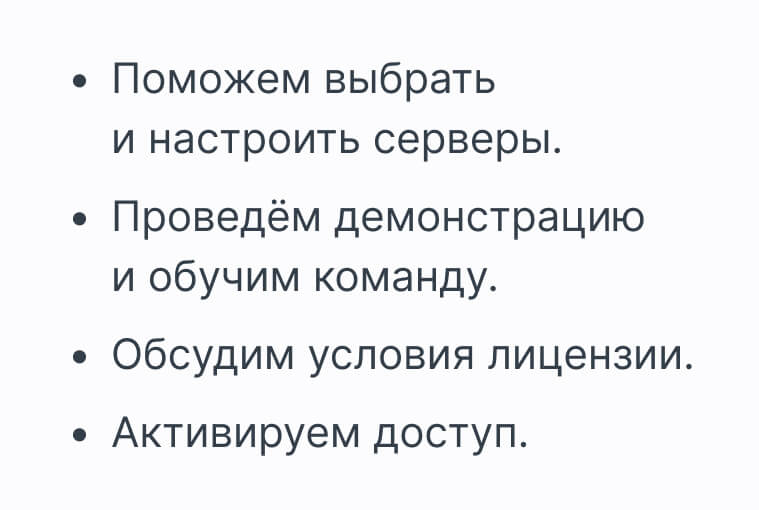 • Поможем выбрать
и настроить серверы.
• Проведём демонстрацию
и обучим команду.
• Обсудим условия лицензии.
• Активируем доступ.